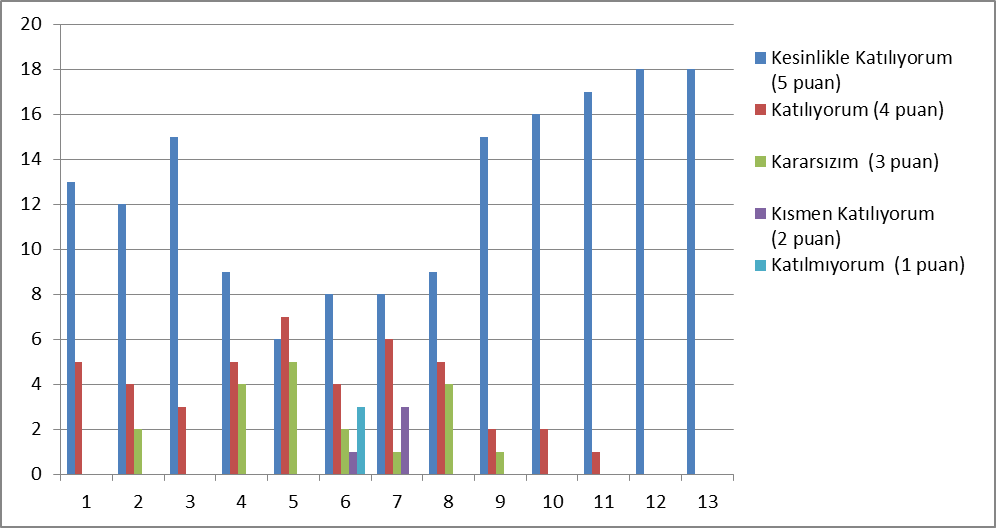 20
18
16
14
12
10
8
6
4
2
0
1 2 3 4 5 6 7 8 9 10 11 12 13
Kesinlikle Katılıyorum
(5 puan)
Katılıyorum (4 puan)
Kararsızım (3 puan)
Kısmen Katılıyorum
(2 puan)
Katılmıyorum (1 puan)